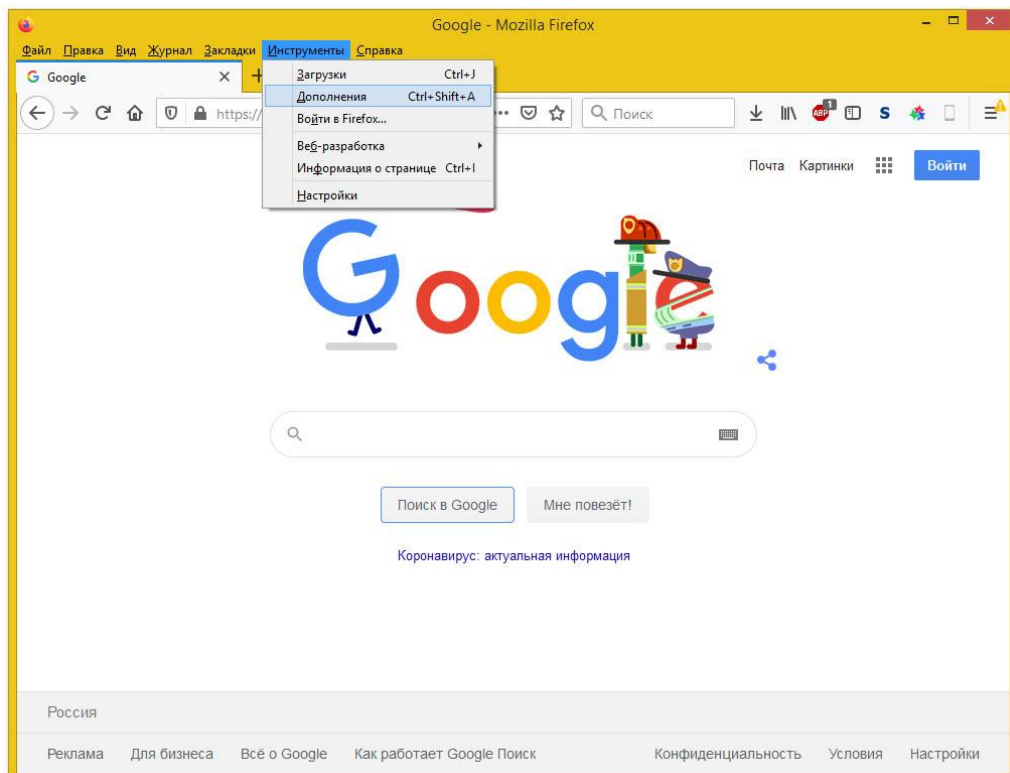 Google - Mozilla Firefox
Файл Правка Вид Журнал Закладки Инструменты Справка
Google
Загрузки Ctrl+J
Дополнения Ctrl+Shift+A
https:// Поиск ABP 1 S
Войти в Firefox...
Веб-разработка
Информация о странице Ctrl+I
Почта Картинки Войти
Настройки
Google
Поиск в Google Мне повезёт!
Коронавирус: актуальная информация
Россия
Реклама Для бизнеса Всё о Google Как работает Google Поиск Конфиденциальность Условия Настройки